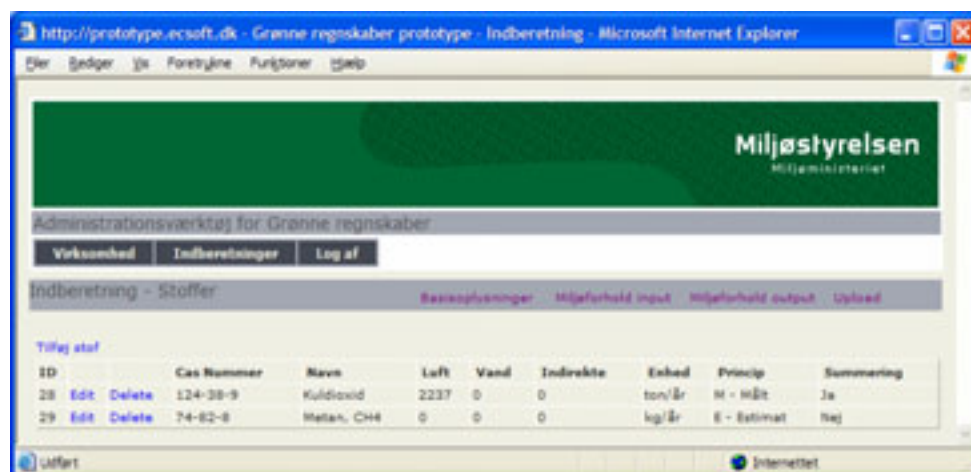 http://prototype.ecsoft.dk - Grønne regnskaber prototype - Indberetning - Microsoft Internet Explorer
Filer Rediger Vis Foretrukne Funktioner Hjælp
Miljøstyrelsen
Miljøministeriet
Administrationsværktøj for Grønne regnskaber
Virksomhed Indberetninger Log af
Indberetning - Stoffer Basisoplysninger Miljøforhold input Miljøforhold output Upload
Tilføj stof
ID Cas Nummer Navn Luft Vand Indirekte Enhed Princip Summering
28 Edit Delete 124-38-9 Kuldioxid 2237 0 0 ton/år M - Målt Ja
29 Edit Delete 74-82-8 Metan, CH4 0 0 0 kg/år E - Estimat Nej
Udført Internettet